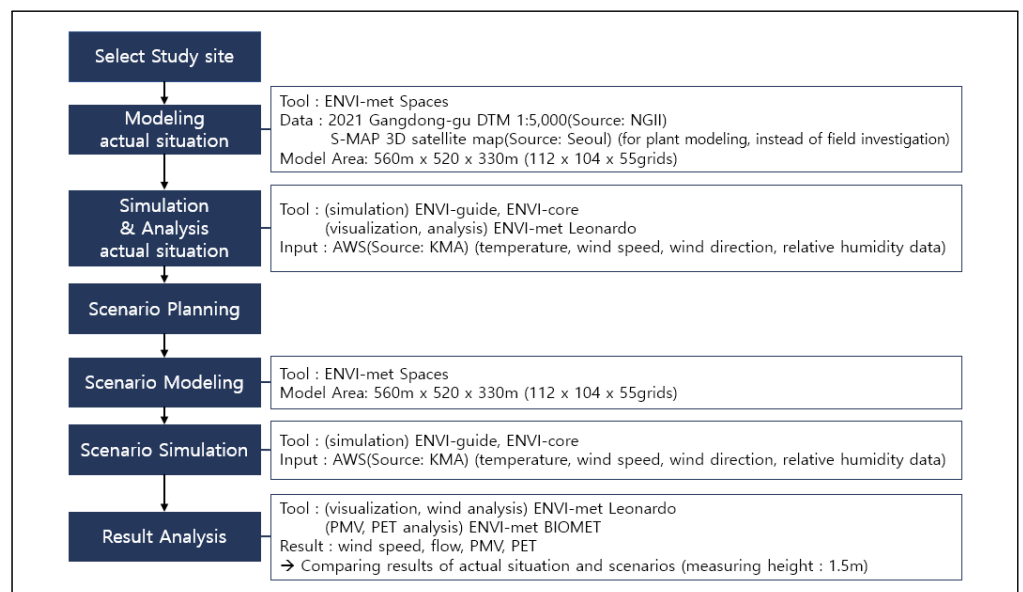 Select Study site
Modeling
actual situation
Tool : ENVI-met Spaces
Data : 2021 Gangdong-gu DTM 1:5,000(Source: NGII)
S-MAP 3D satellite map(Source: Seoul) (for plant modeling, instead of field investigation)
Model Area: 560m x 520 x 330m (112 x 104 x 55grids)
Simulation
& Analysis
actual situation
Tool : (simulation) ENVI-guide, ENVI-core
(visualization, analysis) ENVI-met Leonardo
Input : AWS(Source: KMA) (temperature, wind speed, wind direction, relative humidity data)
Scenario Planning
Scenario Modeling
Tool : ENVI-met Spaces
Model Area: 560m x 520 x 330m (112 x 104 x 55grids)
Scenario Simulation
Tool : (simulation) ENVI-guide, ENVI-core
Input : AWS(Source: KMA) (temperature, wind speed, wind direction, relative humidity data)
Result Analysis
Tool : (visualization, wind analysis) ENVI-met Leonardo
(PMV, PET analysis) ENVI-met BIOMET
Result : wind speed, flow, PMV, PET
→ Comparing results of actual situation and scenarios (measuring height : 1.5m)